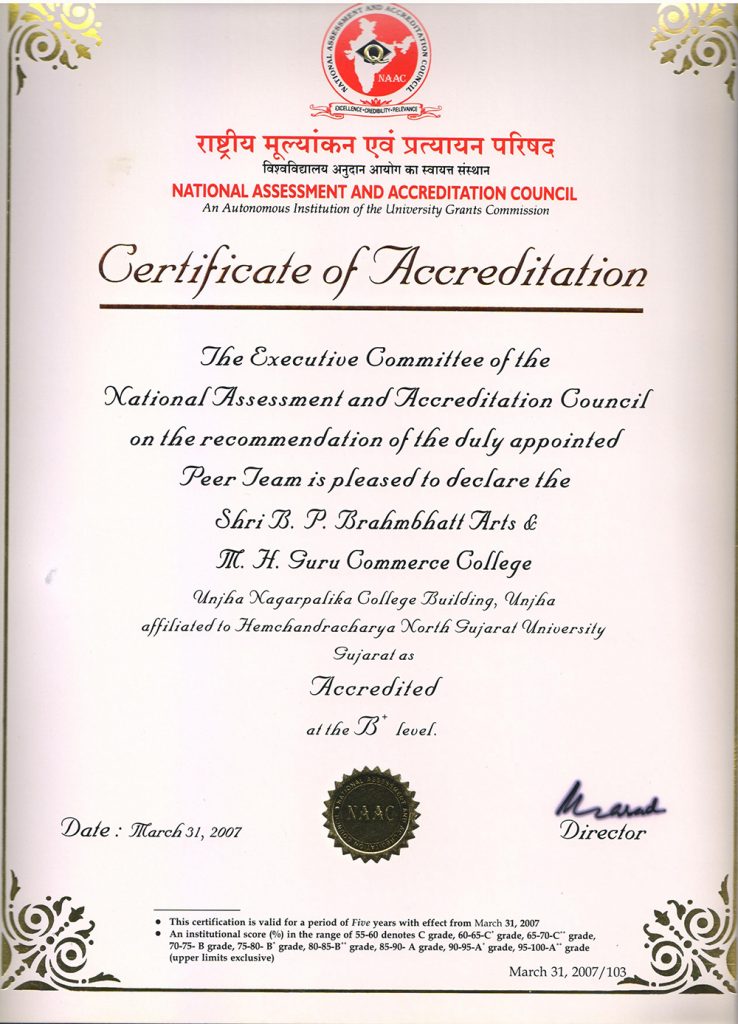 NATIONAL ASSESSMENT AND ACCREDITATION COUNCIL
NAAC
EXCELLENCE•CREDIBILITY•RELEVANCE
राष्ट्रीय मूल्यांकन एवं प्रत्यायन परिषद
विश्वविद्यालय अनुदान आयोग का स्वायत्त संस्थान
NATIONAL ASSESSMENT AND ACCREDITATION COUNCIL
An Autonomous Institution of the University Grants Commission
Certificate of Accreditation
The Executive Committee of the
National Assessment and Accreditation Council
on the recommendation of the duly appointed
Peer Team is pleased to declare the
Shri B. P. Brahmbhatt Arts &
M. H. Guru Commerce College
Unjha Nagarpalika College Building, Unjha
affiliated to Hemchandracharya North Gujarat University
Gujarat as
Accredited
at the B⁺ level.
NATIONAL ASSESSMENT AND ACCREDITATION COUNCIL
NAAC
Date : March 31, 2007
Director
• This certification is valid for a period of Five years with effect from March 31, 2007
• An institutional score (%) in the range of 55-60 denotes C grade, 60-65-C⁺ grade, 65-70-C⁺⁺ grade,
70-75- B grade, 75-80- B⁺ grade, 80-85-B⁺⁺ grade, 85-90- A grade, 90-95-A⁺ grade, 95-100-A⁺⁺ grade
(upper limits exclusive)
March 31, 2007/103